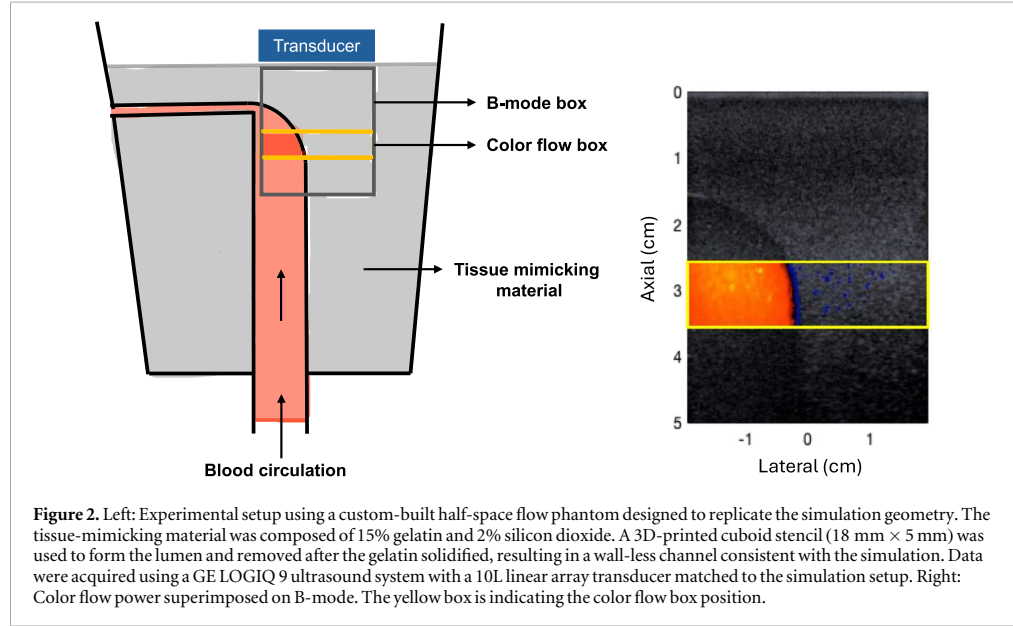 Transducer
B-mode box
Color flow box
Tissue mimicking
material
Blood circulation
0
1
2
3
4
5
Axial (cm)
-1
0
1
Lateral (cm)
Figure 2. Left: Experimental setup using a custom-built half-space flow phantom designed to replicate the simulation geometry. The
tissue-mimicking material was composed of 15% gelatin and 2% silicon dioxide. A 3D-printed cuboid stencil (18 mm × 5 mm) was
used to form the lumen and removed after the gelatin solidified, resulting in a wall-less channel consistent with the simulation. Data
were acquired using a GE LOGIQ 9 ultrasound system with a 10L linear array transducer matched to the simulation setup. Right:
Color flow power superimposed on B-mode. The yellow box is indicating the color flow box position.